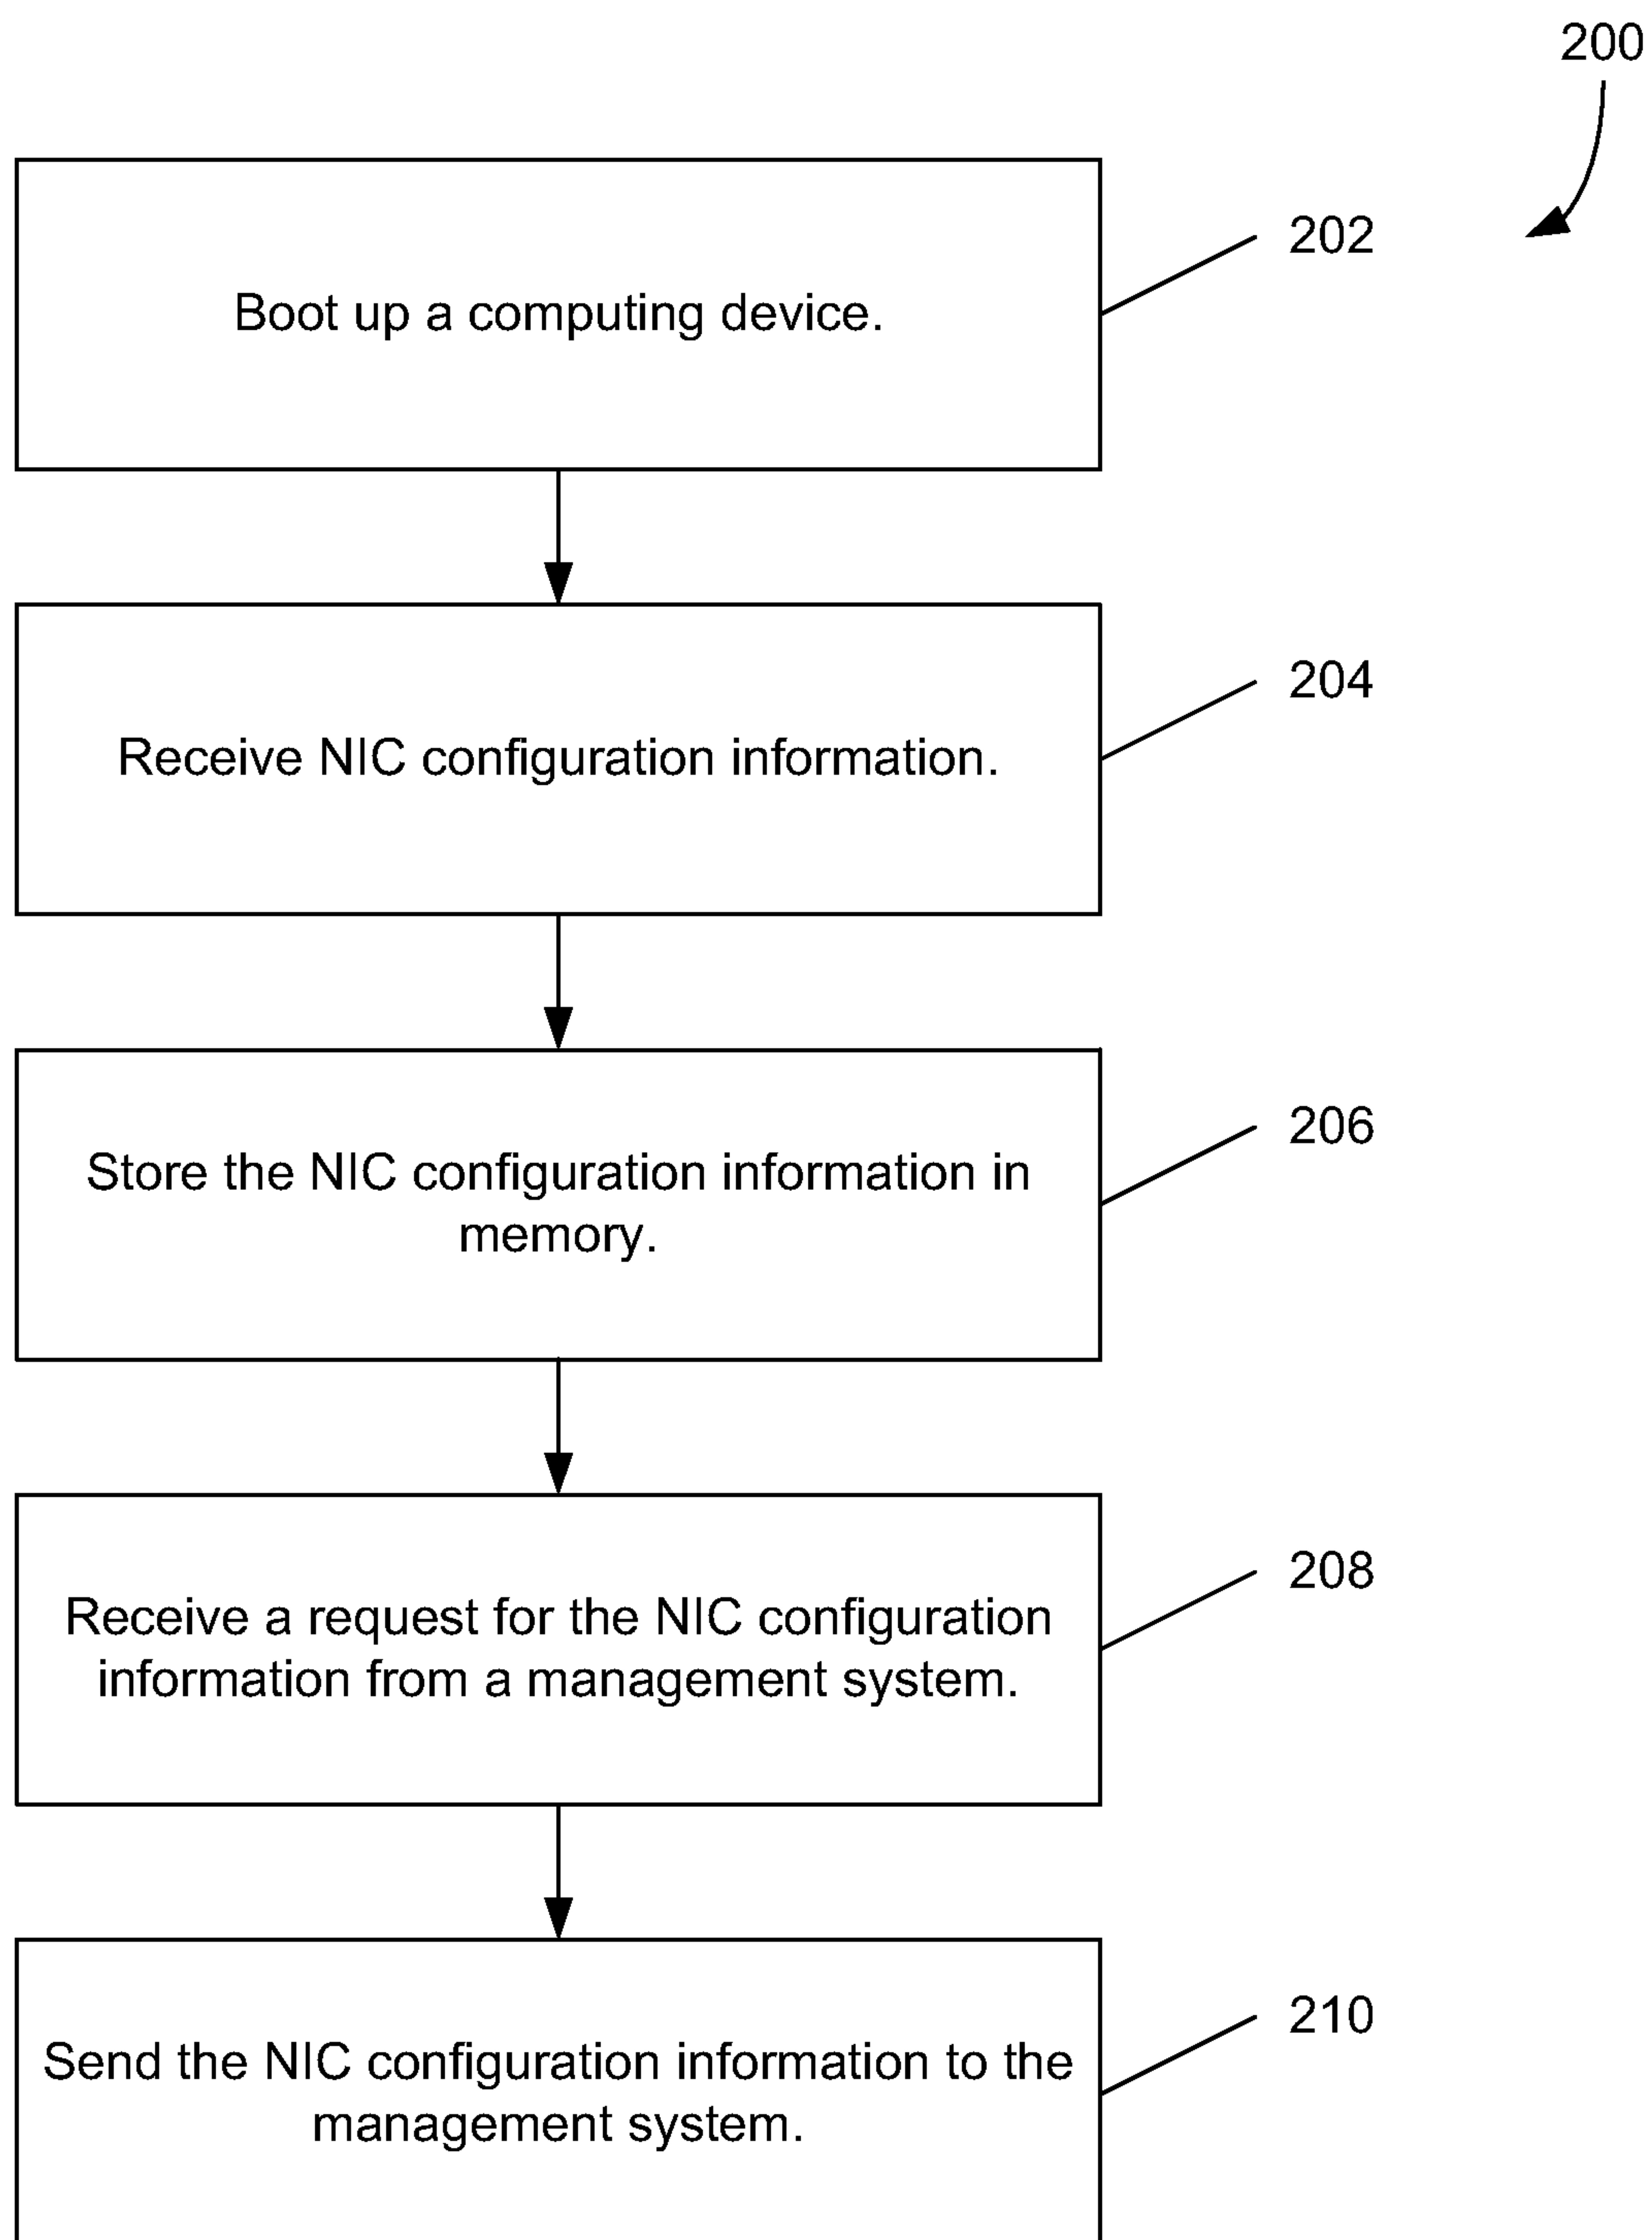 200
202
Boot up a computing device.
204
Receive NIC configuration information.
206
Store the NIC configuration information in
memory.
208
Receive a request for the NIC configuration
information from a management system.
210
Send the NIC configuration information to the
management system.